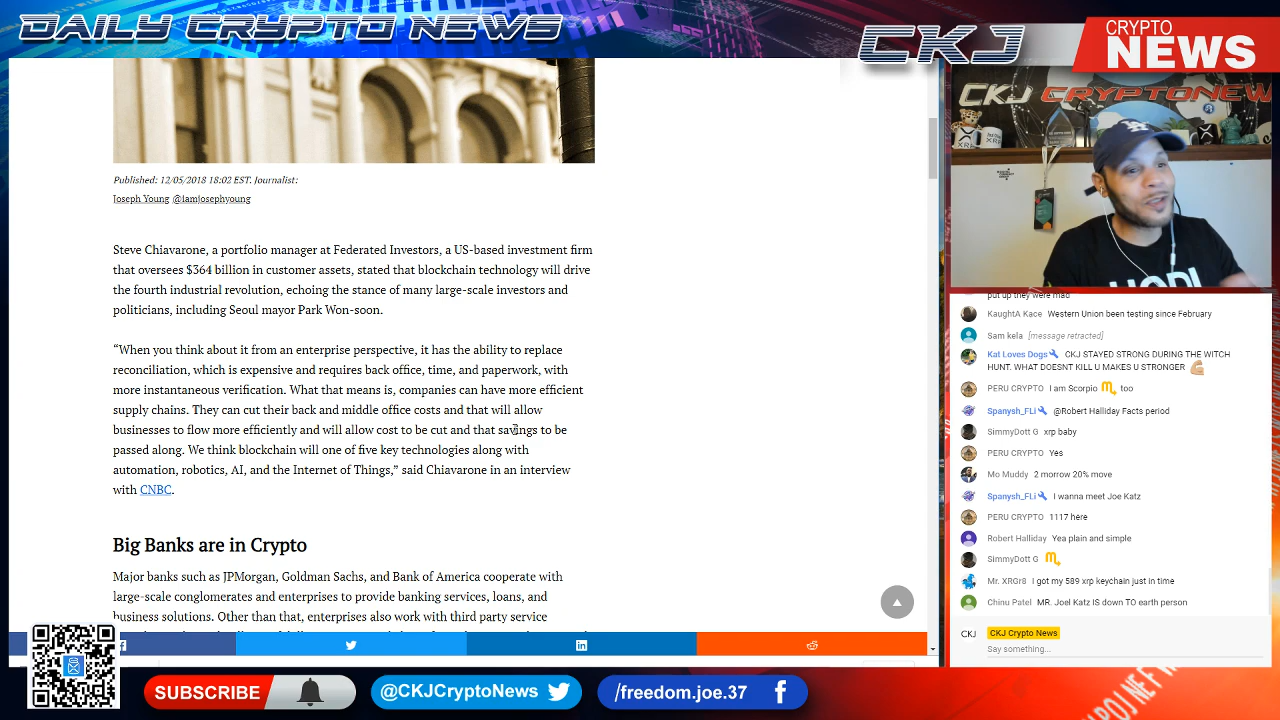 DAILY CRYPTO NEWS
CKJ
CRYPTO
NEWS
Published: 12/05/2018 18:02 EST. Journalist:
Joseph Young @Iamjosephyoung
Steve Chiavarone, a portfolio manager at Federated Investors, a US-based investment firm
that oversees $364 billion in customer assets, stated that blockchain technology will drive
the fourth industrial revolution, echoing the stance of many large-scale investors and
politicians, including Seoul mayor Park Won-soon.
“When you think about it from an enterprise perspective, it has the ability to replace
reconciliation, which is expensive and requires back office, time, and paperwork, with
more instantaneous verification. What that means is, companies can have more efficient
supply chains. They can cut their back and middle office costs and that will allow
businesses to flow more efficiently and will allow cost to be cut and that savings to be
passed along. We think blockchain will one of five key technologies along with
automation, robotics, AI, and the Internet of Things,” said Chiavarone in an interview
with CNBC.
Big Banks are in Crypto
Major banks such as JPMorgan, Goldman Sachs, and Bank of America cooperate with
large-scale conglomerates and enterprises to provide banking services, loans, and
business solutions. Other than that, enterprises also work with third party service
CKJ CRYPTONEW
XRP
HODL
put up they were mad
KaughtA Kace Western Union been testing since February
Sam kela [message retracted]
Kat Loves Dogs CKJ STAYED STRONG DURING THE WITCH
HUNT. WHAT DOESNT KILL U MAKES U STRONGER
PERU CRYPTO I am Scorpio ♏ too
Spanysh_FLi @Robert Halliday Facts period
SimmyDott G xrp baby
PERU CRYPTO Yes
Mo Muddy 2 morrow 20% move
Spanysh_FLi I wanna meet Joe Katz
PERU CRYPTO 1117 here
Robert Halliday Yea plain and simple
SimmyDott G ♏
Mr. XRGr8 I got my 589 xrp keychain just in time
Chinu Patel MR. Joel Katz IS down TO earth person
CKJ CKJ Crypto News
Say something...
SUBSCRIBE
@CKJCryptoNews
/freedom.joe.37